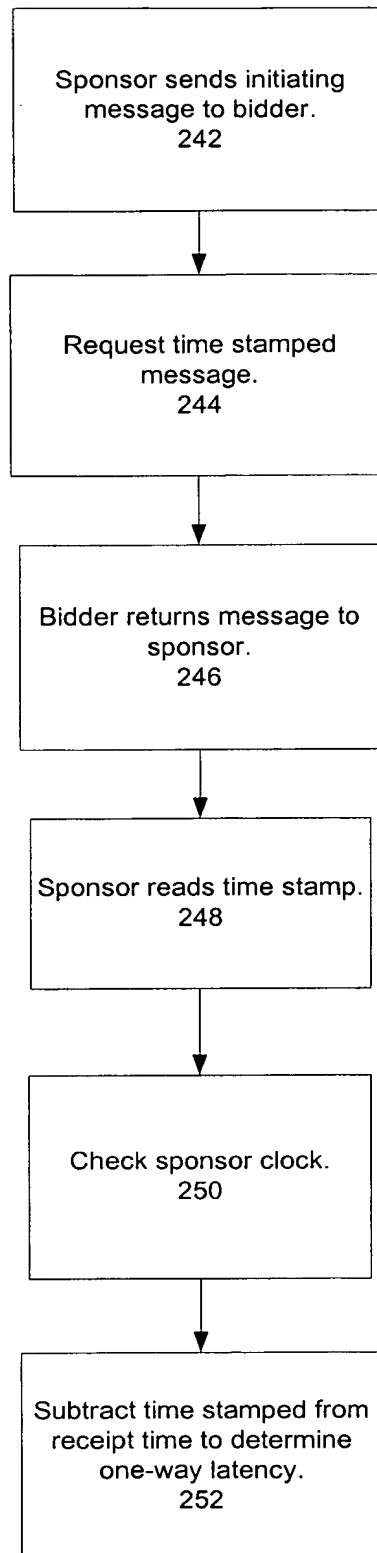 Sponsor sends initiating
message to bidder.
242
Request time stamped
message.
244
Bidder returns message to
sponsor.
246
Sponsor reads time stamp.
248
Check sponsor clock.
250
Subtract time stamped from
receipt time to determine
one-way latency.
252